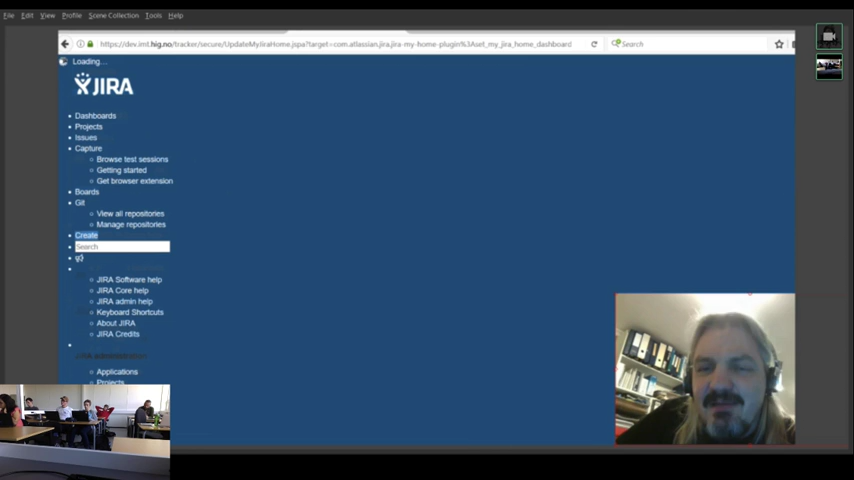 File Edit View Profile Scene Collection Tools Help
https://dev.imt.hig.no/tracker/secure/UpdateMyJiraHome.jspa?target=com.atlassian.jira.jira-my-home-plugin%3Aset_my_jira_home_dashboard
Search
Loading...
JIRA
Dashboards
Projects
Issues
Capture
Browse test sessions
Getting started
Get browser extension
Boards
Git
View all repositories
Manage repositories
Create
Search
JIRA Software help
JIRA Core help
JIRA admin help
Keyboard Shortcuts
About JIRA
JIRA Credits
JIRA administration
Applications
Projects